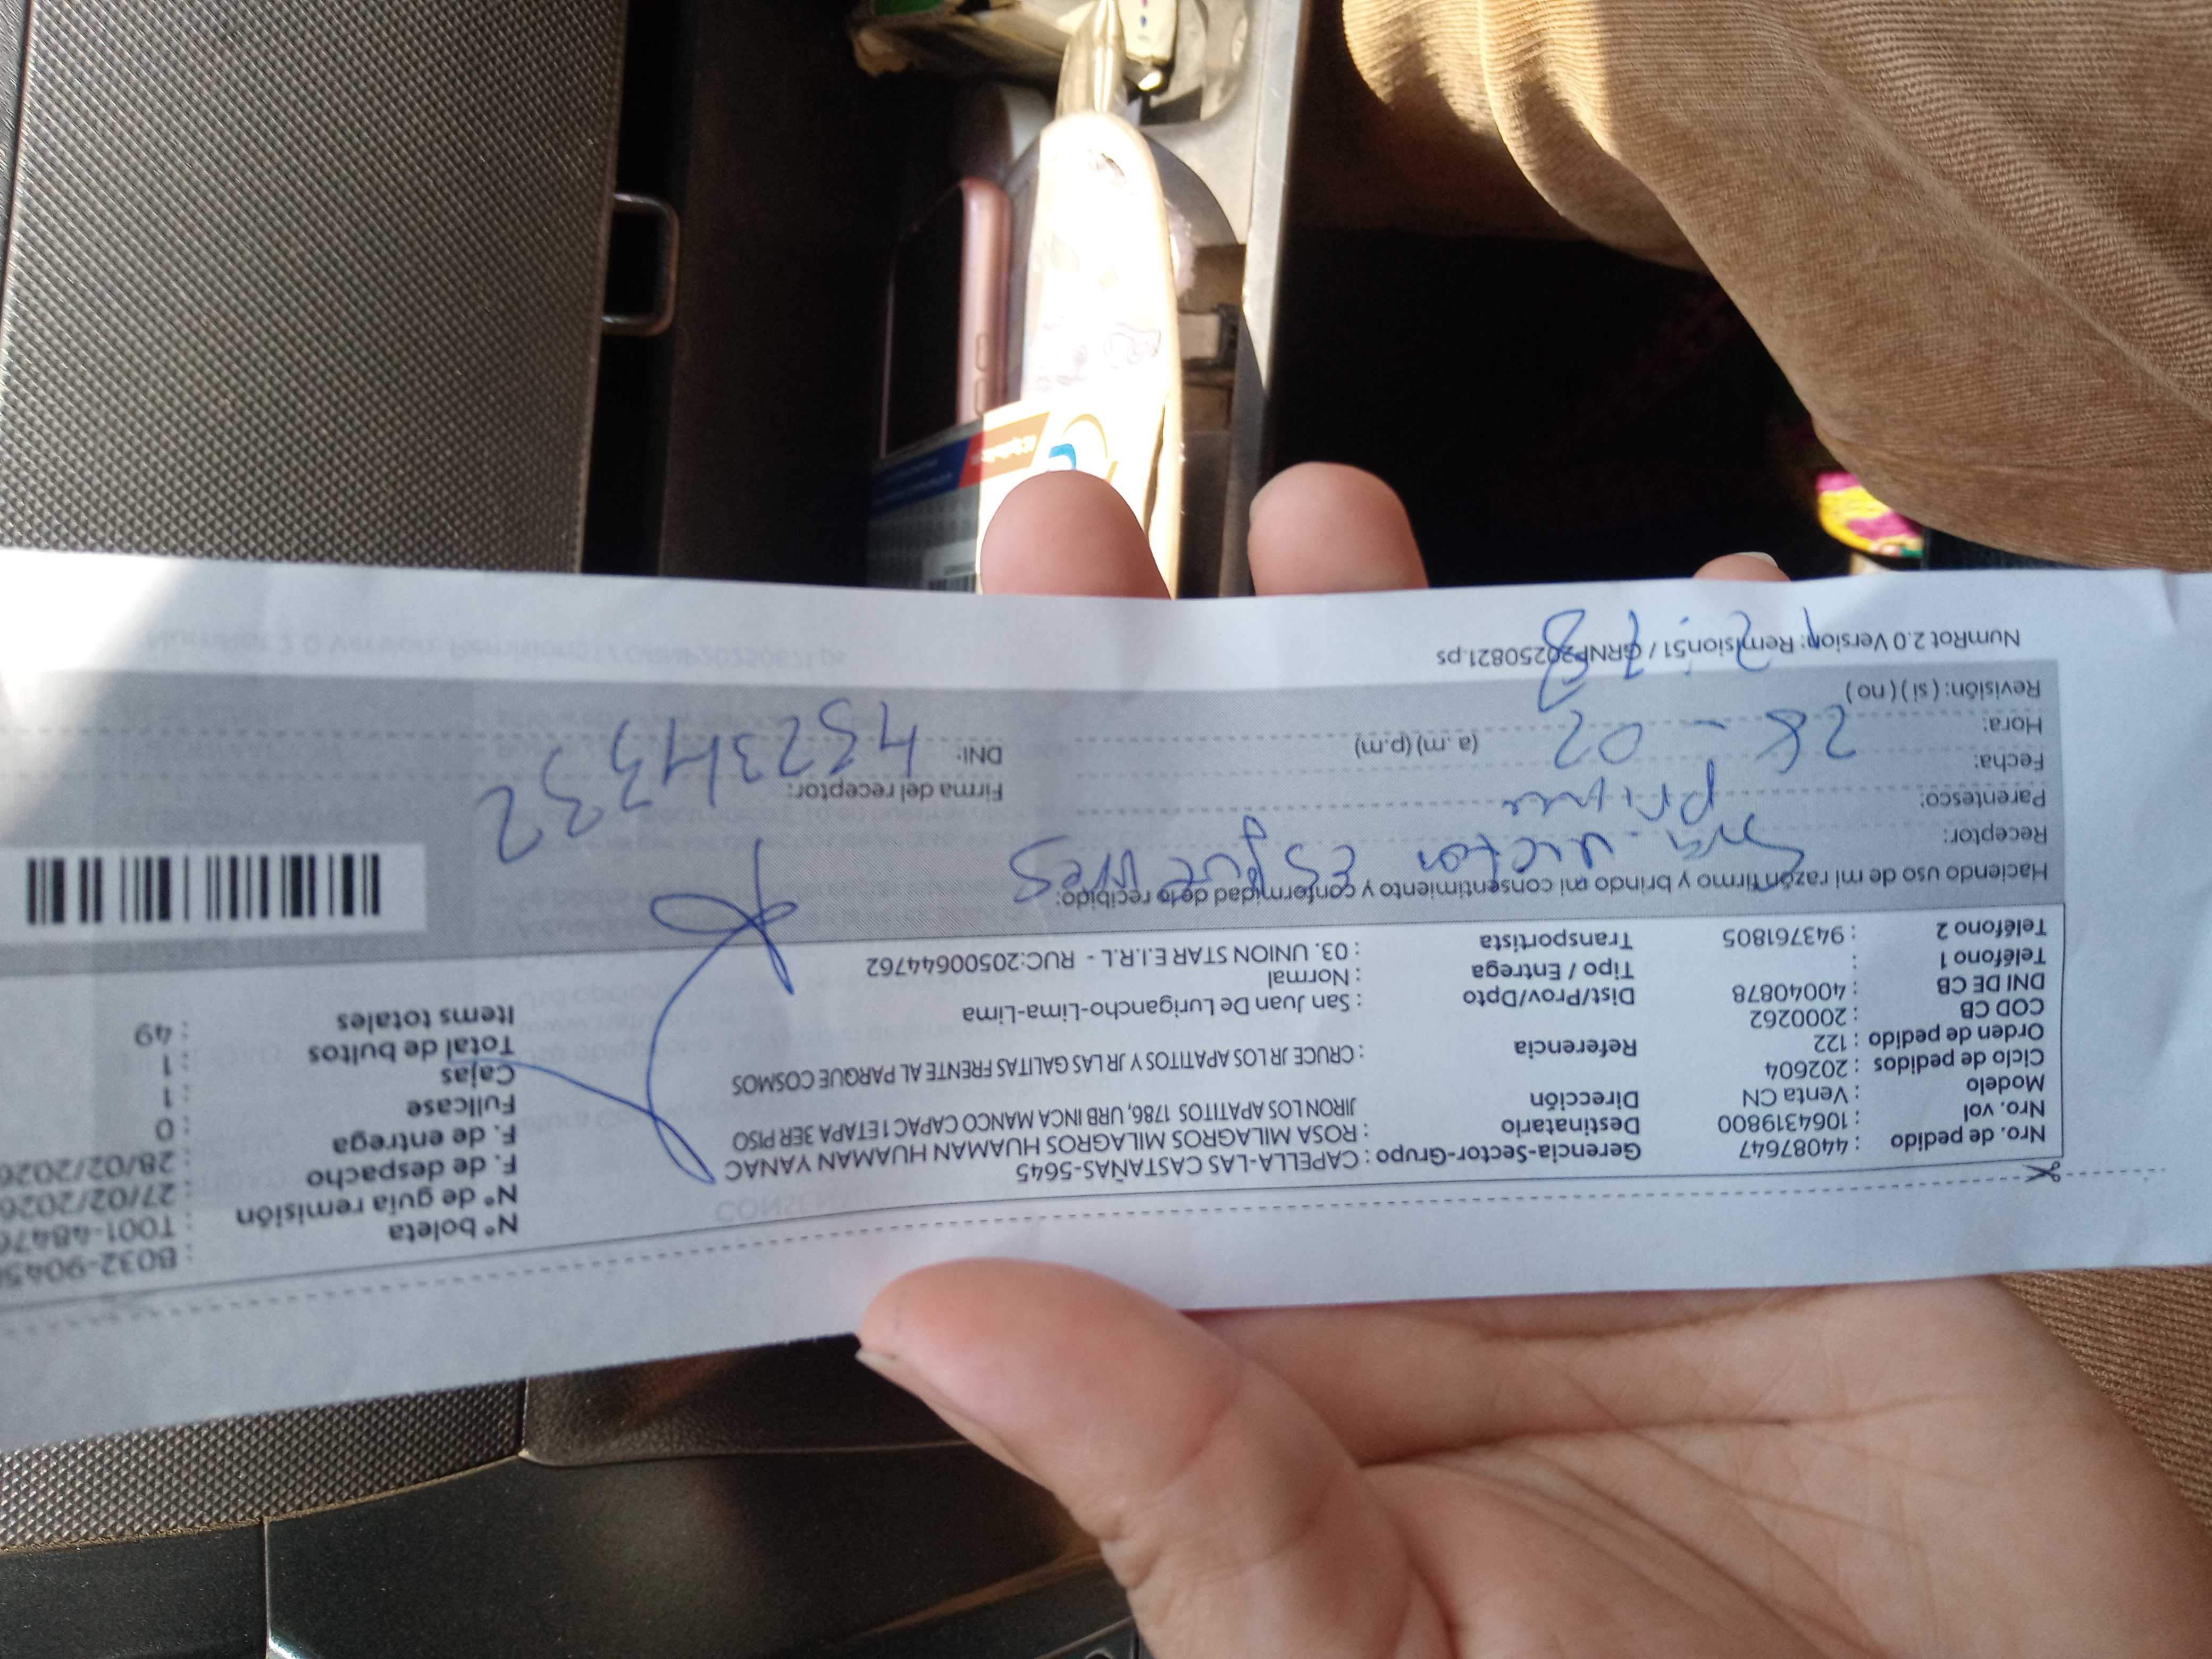 Nº boleta : B032-9045
Nº de guía remisión : T001-4847
F. de despacho : 27/02/2026
F. de entrega : 28/02/2026
Fullcase : 0
Cajas : 1
Total de bultos : 1
Items totales : 49
Gerencia-Sector-Grupo : CAPELLA-LAS CASTAÑAS-5645
Destinatario : ROSA MILAGROS MILAGROS HUAMAN YANAC
Dirección JIRON LOS APATITOS 1786, URB INCA MANCO CAPAC 1 ETAPA 3ER PISO
Referencia : CRUCE JR LOS APATITOS Y JR LAS GALITAS FRENTE AL PARQUE COSMOS
Dist/Prov/Dpto : San Juan De Lurigancho-Lima-Lima
Tipo / Entrega : Normal
Transportista : 03. UNION STAR E.I.R.L - RUC:20500644762
Nro. de pedido : 44087647
Nro. vol : 1064319800
Modelo : Venta CN
Ciclo de pedidos : 202604
Orden de pedido : 122
COD CB : 2000262
DNI DE CB : 40040878
Teléfono 1 :
Teléfono 2 : 943761805
Haciendo uso de mi razón firmo y brindo mi consentimiento y conformidad de lo recibido:
Receptor:
Parentesco:
Fecha: 28-02
Hora: (a.m) (p.m)
Revisión: ( si ) ( no )
Firma del receptor:
DNI:
NumRot 2.0 Version: Remision51 / GRNP20250821.ps